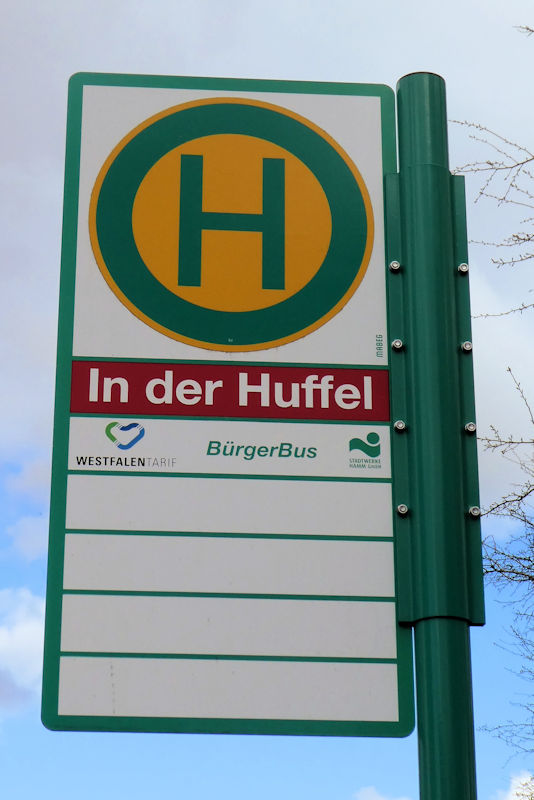 H
MABEG
In der Huffel
WESTFALENTARIF
BürgerBus
STADTWERKE
HAMM GmbH